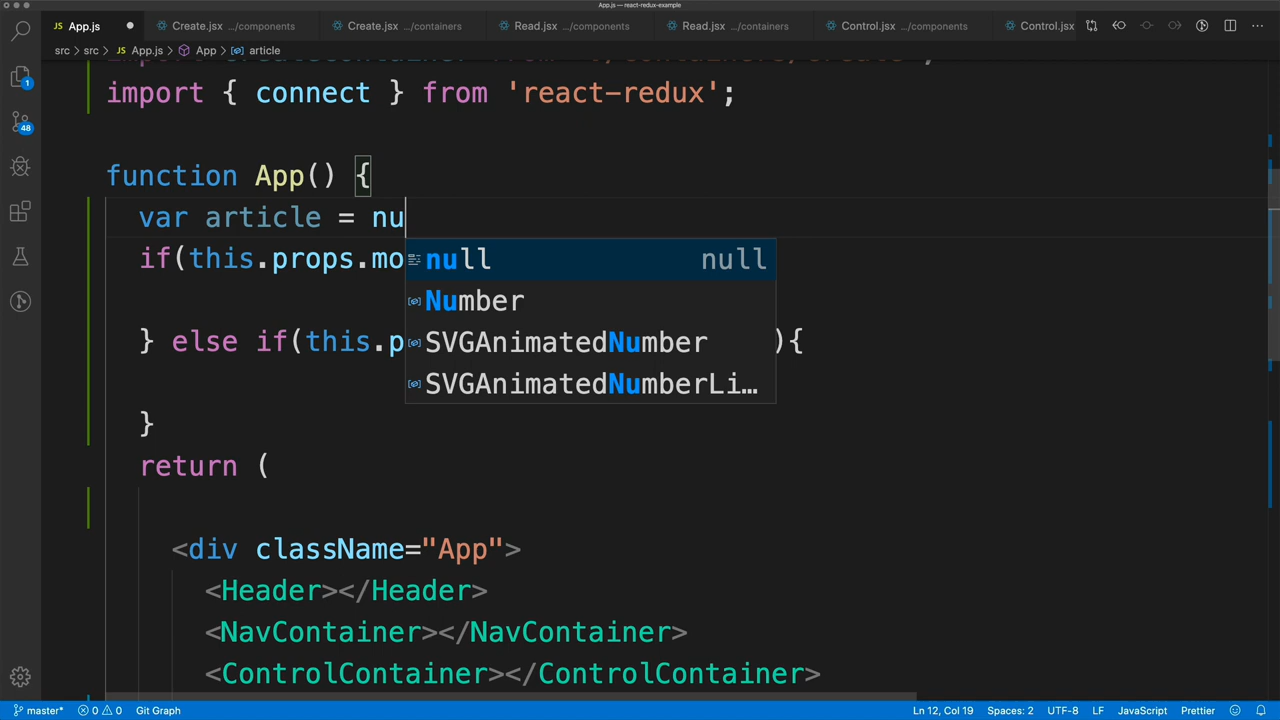 App.js — react-redux-example
JS App.js ● Create.jsx .../components Create.jsx .../containers Read.jsx .../components Read.jsx .../containers Control.jsx .../components Control.jsx
src > src > JS App.js > App > article
import { connect } from 'react-redux';
function App() {
var article = nu
null null
if(this.props.mo
Number
SVGAnimatedNumber
} else if(this.p ){
SVGAnimatedNumberLi...
}
return (
<div className="App">
<Header></Header>
<NavContainer></NavContainer>
<ControlContainer></ControlContainer>
1
48
master* 0 0 Git Graph Ln 12, Col 19 Spaces: 2 UTF-8 LF JavaScript Prettier